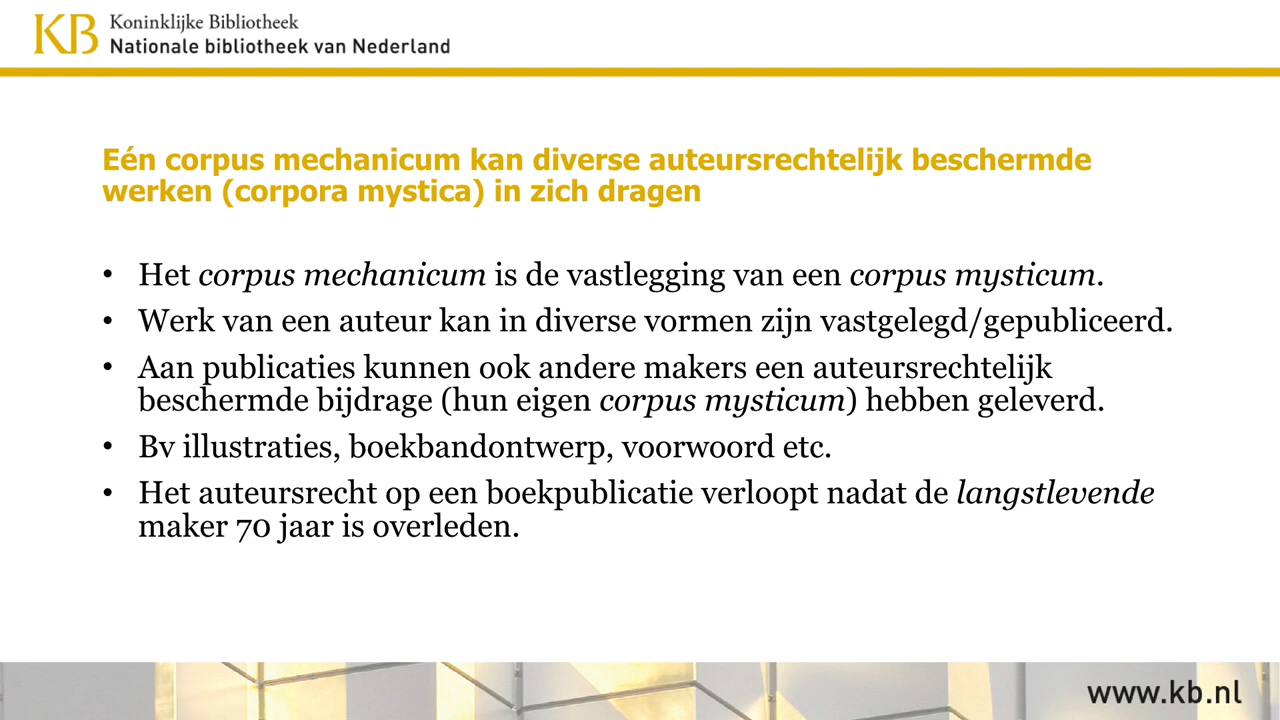 KB Koninklijke Bibliotheek
Nationale bibliotheek van Nederland
Eén corpus mechanicum kan diverse auteursrechtelijk beschermde
werken (corpora mystica) in zich dragen
• Het corpus mechanicum is de vastlegging van een corpus mysticum.
• Werk van een auteur kan in diverse vormen zijn vastgelegd/gepubliceerd.
• Aan publicaties kunnen ook andere makers een auteursrechtelijk
beschermde bijdrage (hun eigen corpus mysticum) hebben geleverd.
• Bv illustraties, boekbandontwerp, voorwoord etc.
• Het auteursrecht op een boekpublicatie verloopt nadat de langstlevende
maker 70 jaar is overleden.
www.kb.nl